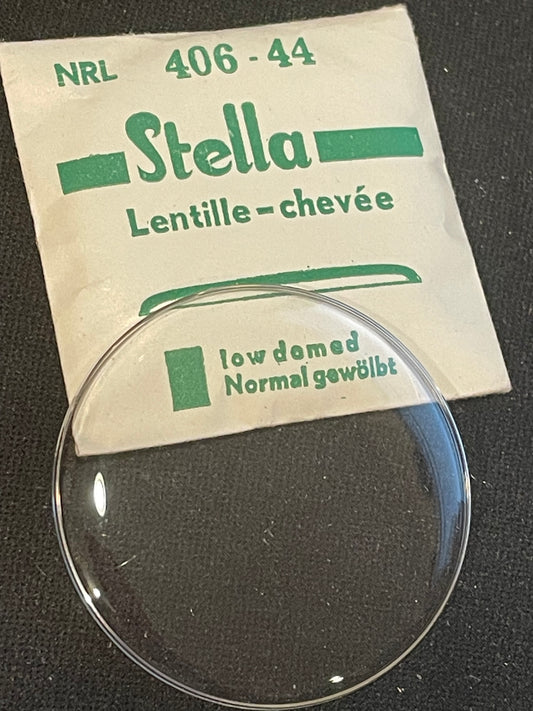 NRL 406-44
Stella
Lentille-chevée
low domed
Normal gewölbt